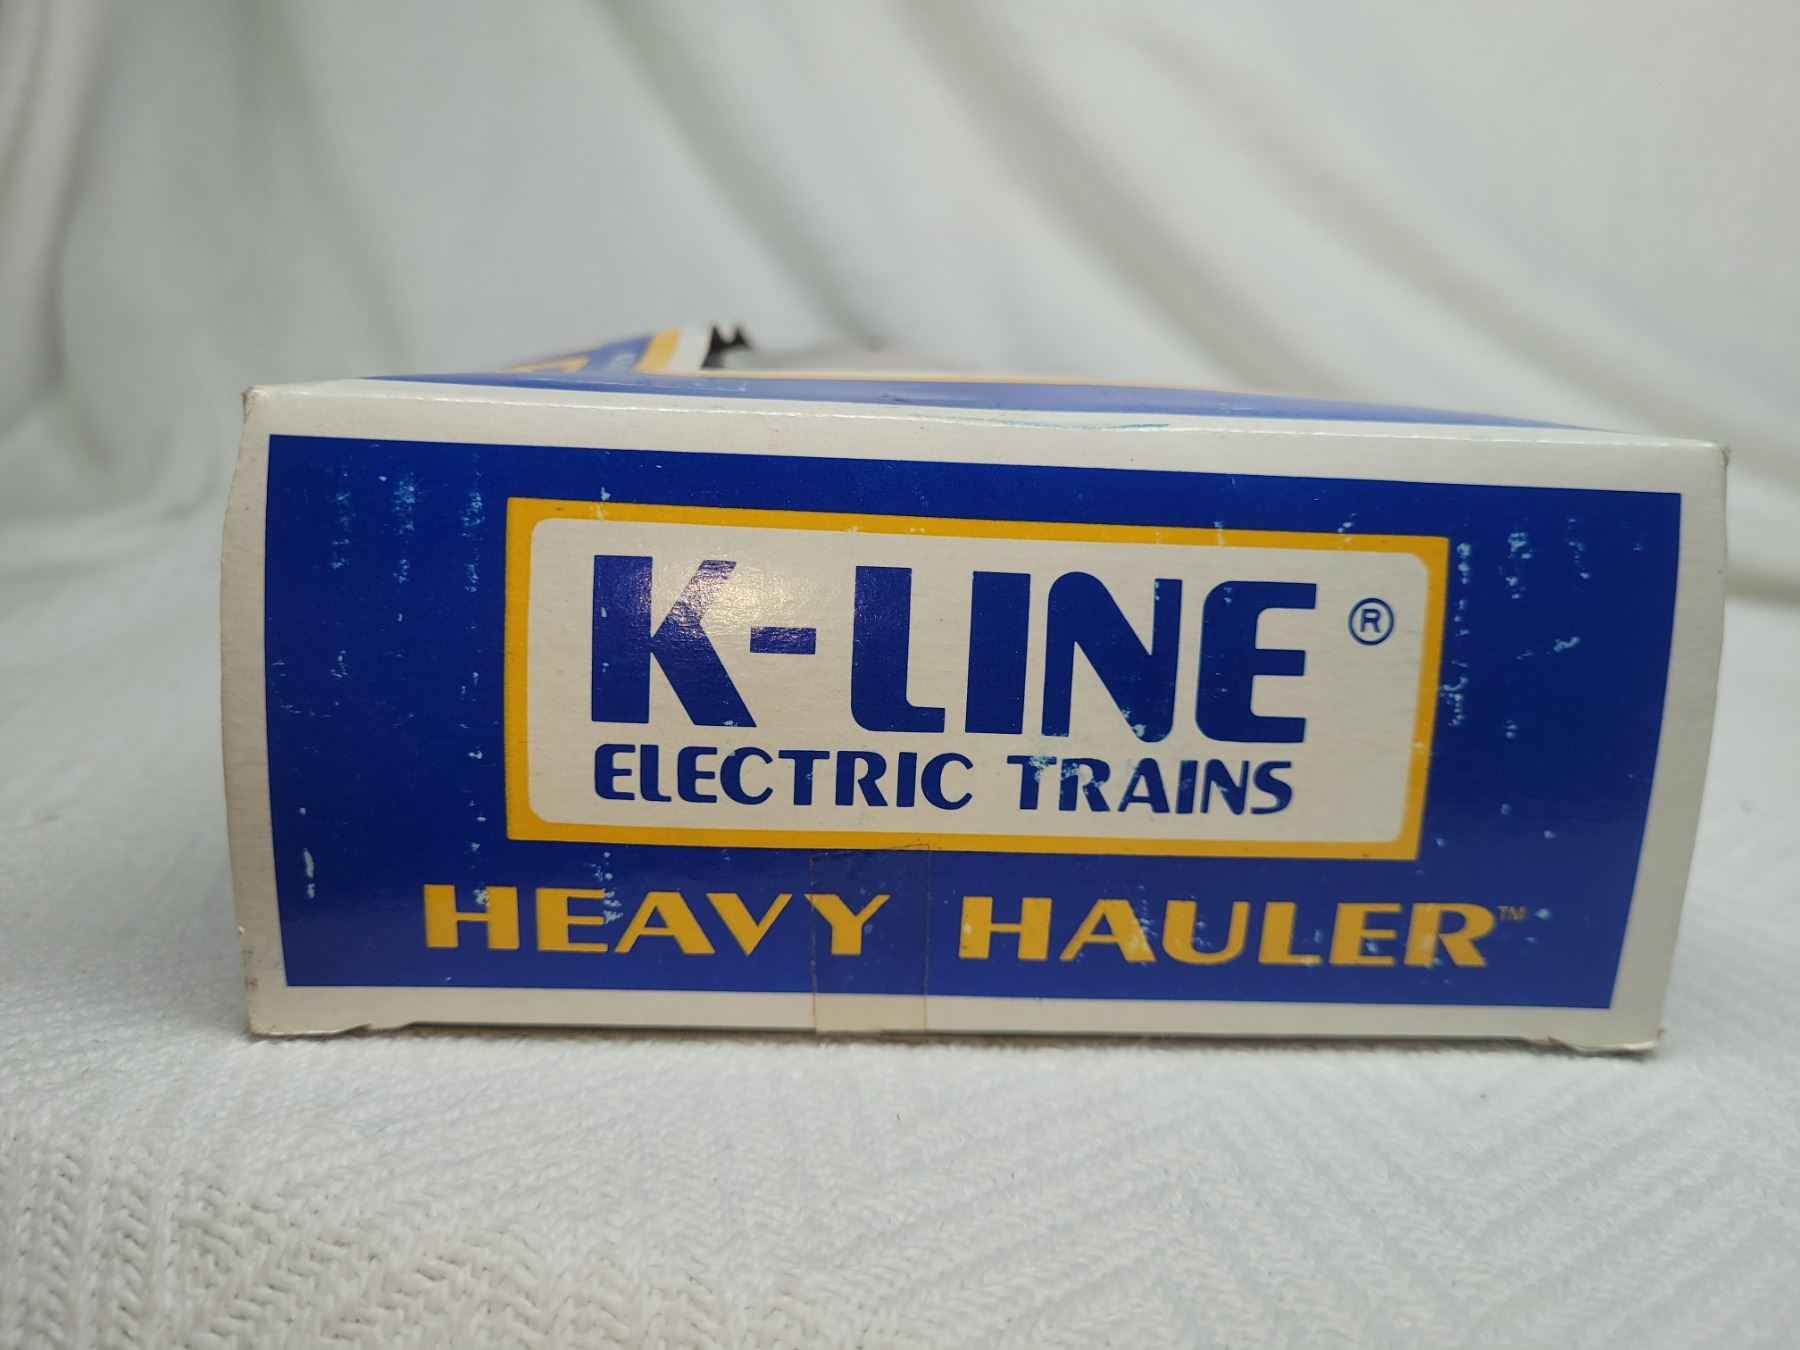 K-LINE ®
ELECTRIC TRAINS
HEAVY HAULER™